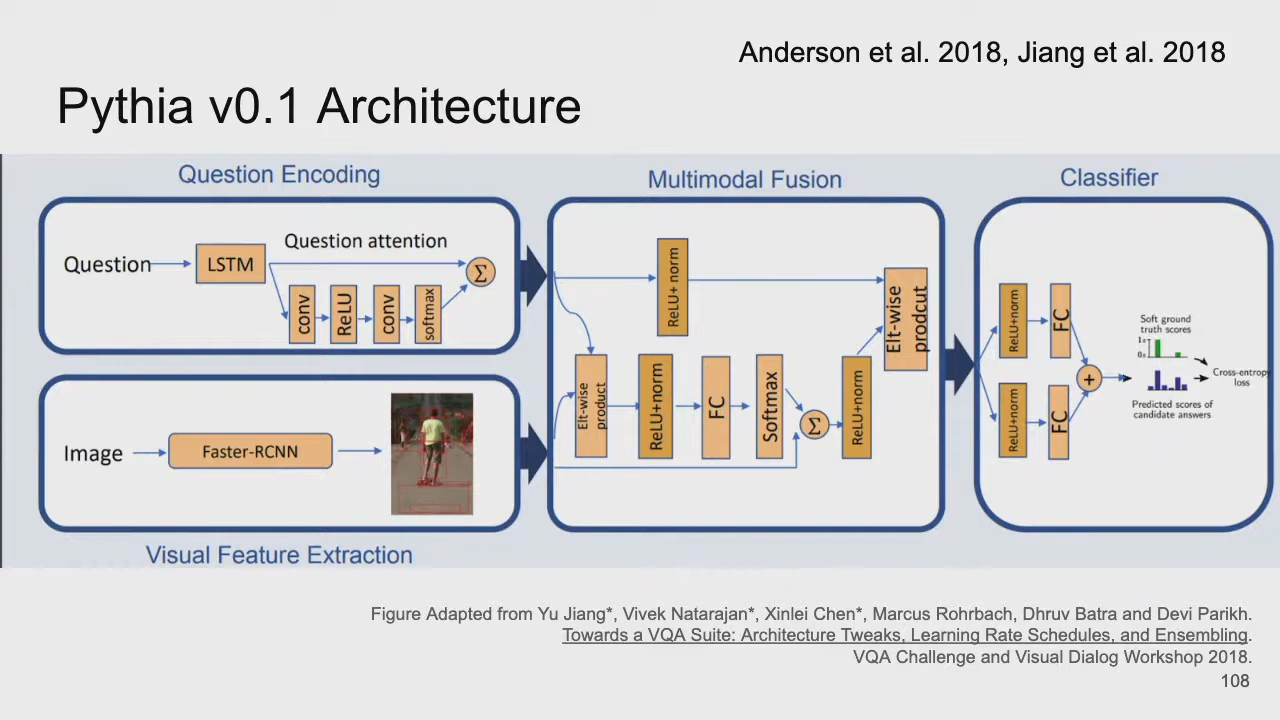 Anderson et al. 2018, Jiang et al. 2018
Pythia v0.1 Architecture
Question Encoding
Multimodal Fusion
Classifier
Question
LSTM
Question attention
conv
ReLU
conv
softmax
Σ
Image
Faster-RCNN
Visual Feature Extraction
ReLU+ norm
Elt-wise
prodcut
Elt-wise
product
ReLU+norm
FC
Softmax
Σ
ReLU+norm
ReLU+norm
FC
ReLU+norm
FC
+
Soft ground
truth scores
1±
0±
Cross-entropy
loss
Predicted scores of
candidate answers
Figure Adapted from Yu Jiang*, Vivek Natarajan*, Xinlei Chen*, Marcus Rohrbach, Dhruv Batra and Devi Parikh.
Towards a VQA Suite: Architecture Tweaks, Learning Rate Schedules, and Ensembling.
VQA Challenge and Visual Dialog Workshop 2018.
108